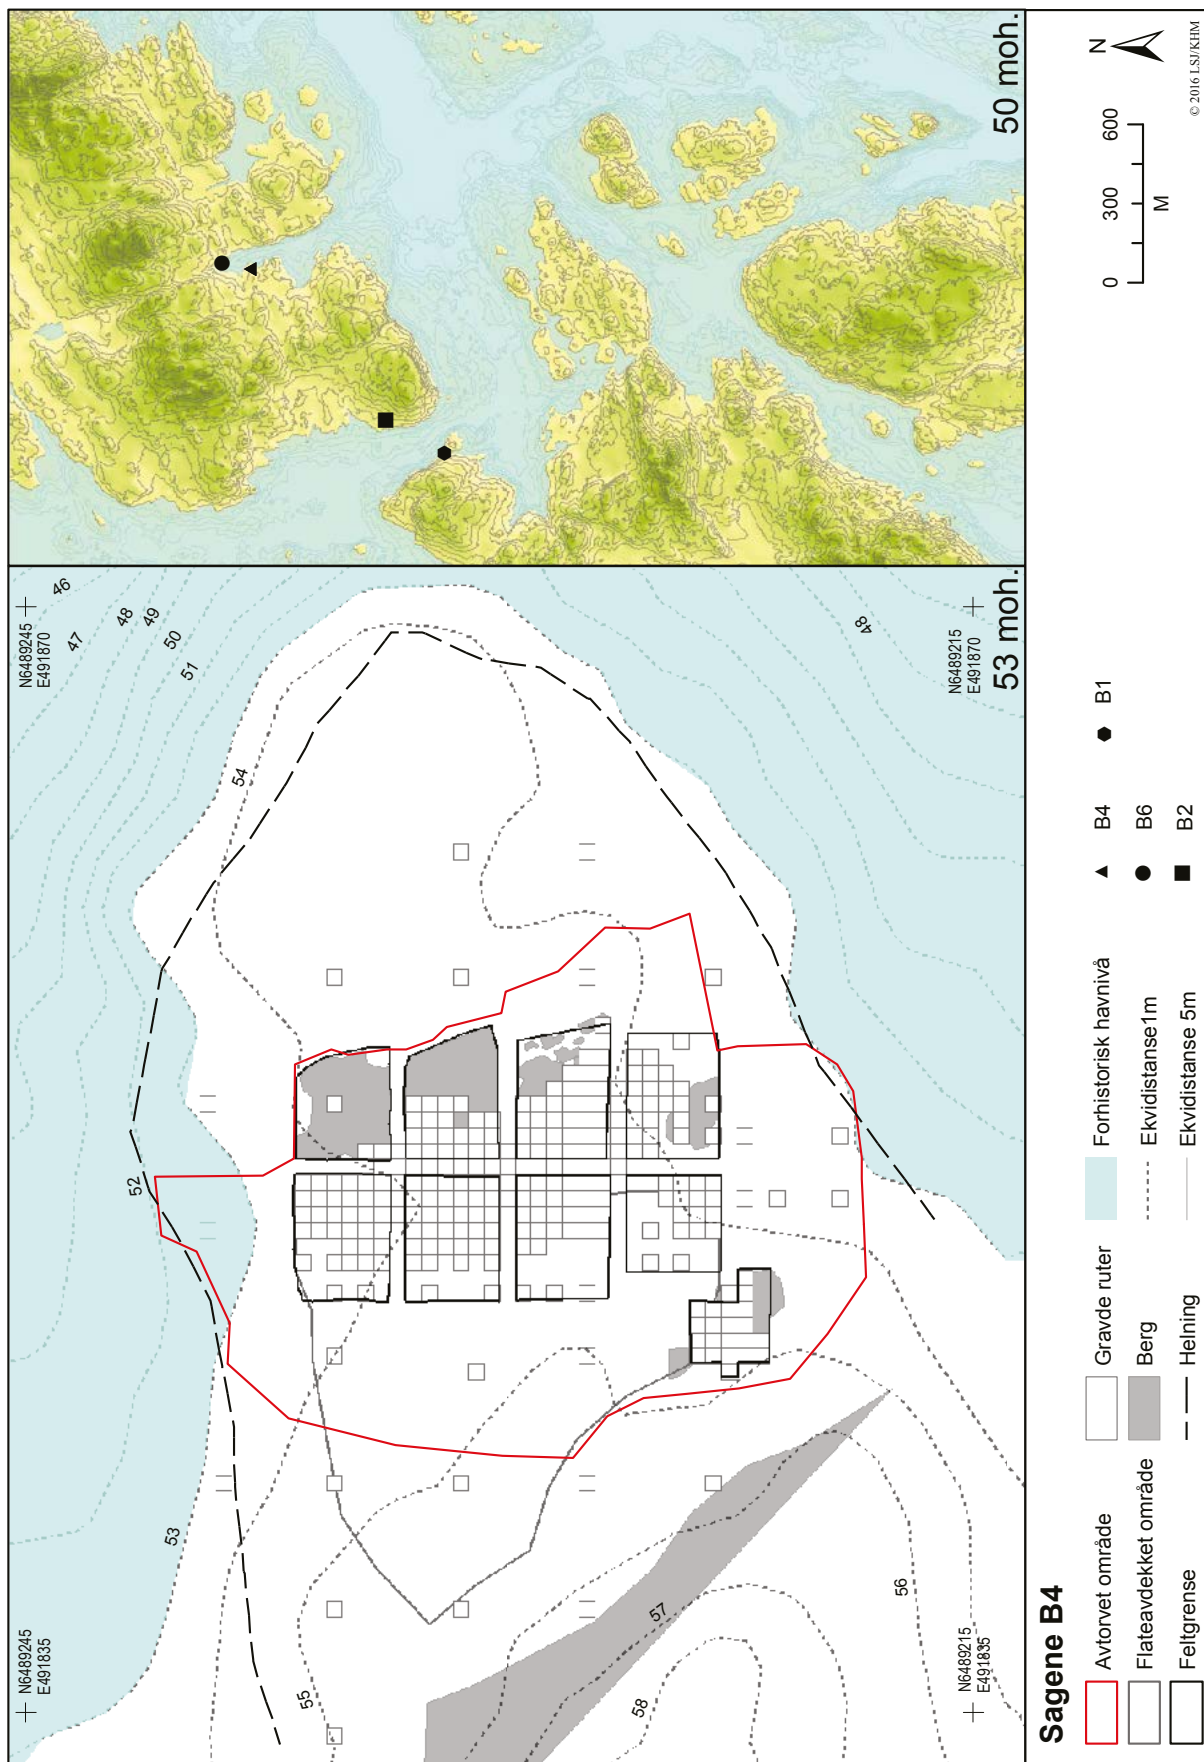 N6489245
E491835
N6489245
E491870
46
47
48
49
50
51
52
53
54
55
56
57
58
48
N6489215
E491835
N6489215
E491870
53 moh.
50 moh.
Sagene B4
Avtorvet område
Flateavdekket område
Feltgrense
Gravde ruter
Berg
Helning
Forhistorisk havnivå
Ekvidistanse1m
Ekvidistanse 5m
B4
B6
B2
B1
0 300 600
M
N
© 2016 LSJ/KHM